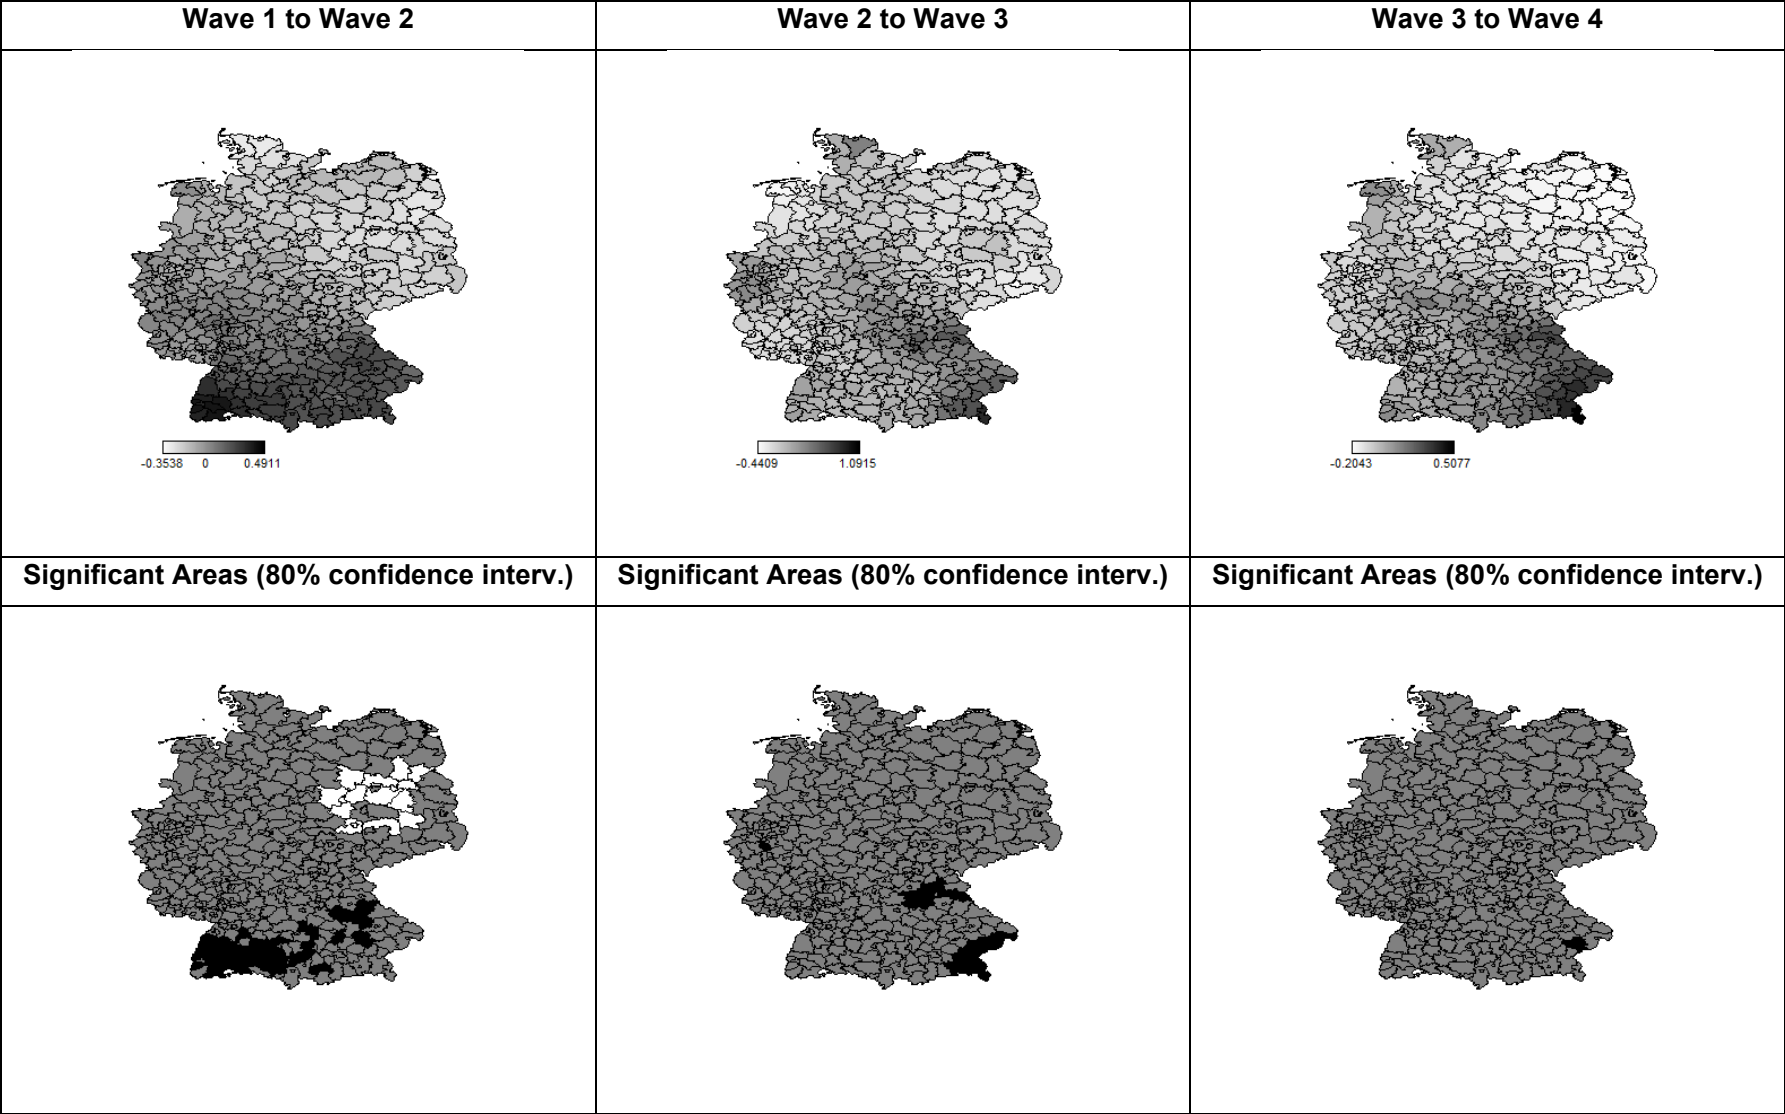 Wave 1 to Wave 2
Wave 2 to Wave 3
Wave 3 to Wave 4
-0.3538 0 0.4911
-0.4409 1.0915
-0.2043 0.5077
Significant Areas (80% confidence interv.)
Significant Areas (80% confidence interv.)
Significant Areas (80% confidence interv.)